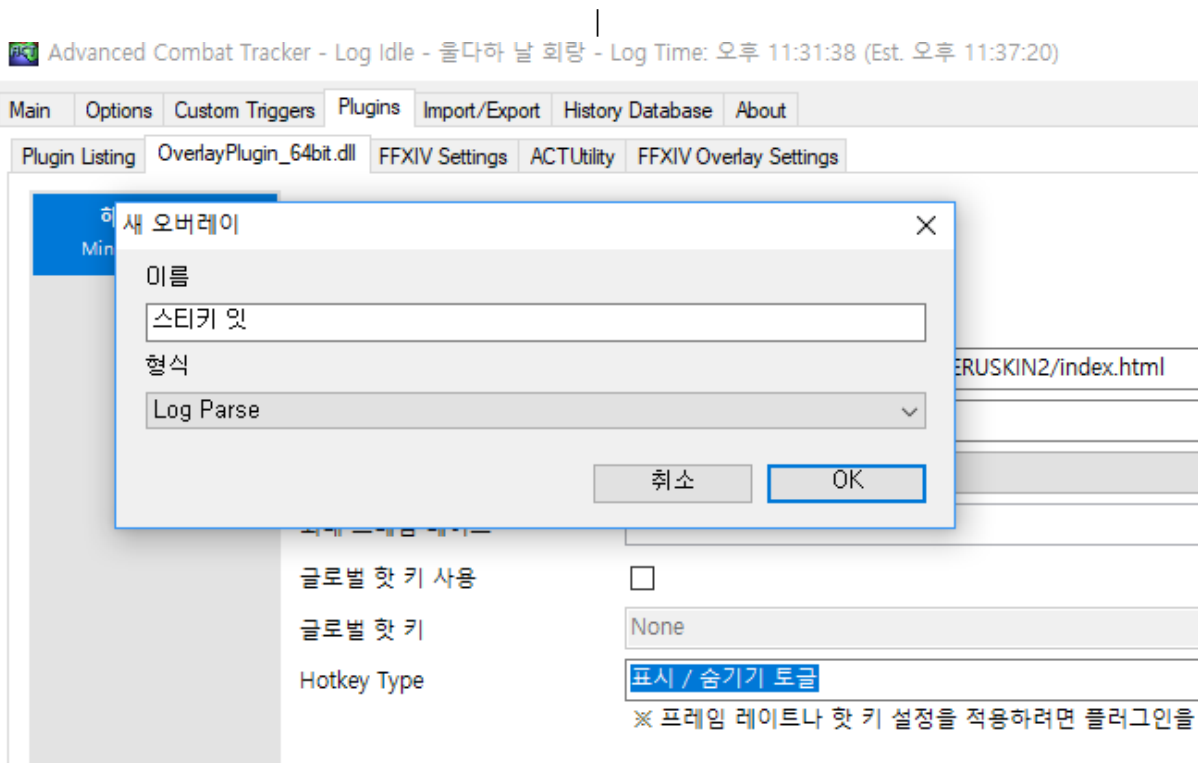 Advanced Combat Tracker - Log Idle - 울다하 날 회랑 - Log Time: 오후 11:31:38 (Est. 오후 11:37:20)
Main Options Custom Triggers Plugins Import/Export History Database About
Plugin Listing OverlayPlugin_64bit.dll FFXIV Settings ACTUtility FFXIV Overlay Settings
Min
새 오버레이
이름
스티키 잇
형식
ERUSKIN2/index.html
Log Parse
취소 OK
글로벌 핫 키 사용
글로벌 핫 키 None
Hotkey Type 표시 / 숨기기 토글
※ 프레임 레이트나 핫 키 설정을 적용하려면 플러그인을